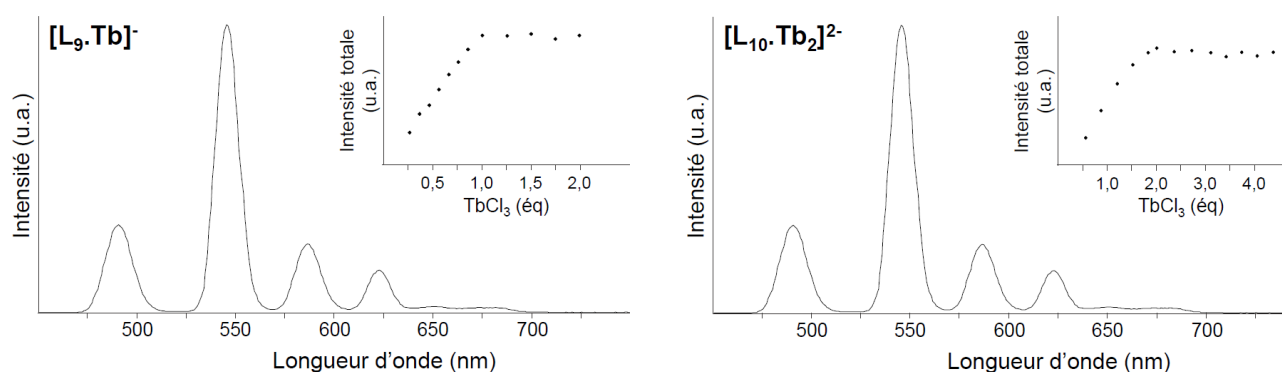 [L₉.Tb]⁻
Intensité (u.a.)
Intensité totale
(u.a.)
0,5 1,0 1,5 2,0
TbCl₃ (éq)
500 550 600 650 700
Longueur d’onde (nm)
[L₁₀.Tb₂]²⁻
Intensité (u.a.)
Intensité totale
(u.a.)
1,0 2,0 3,0 4,0
TbCl₃ (éq)
500 550 600 650 700
Longueur d’onde (nm)